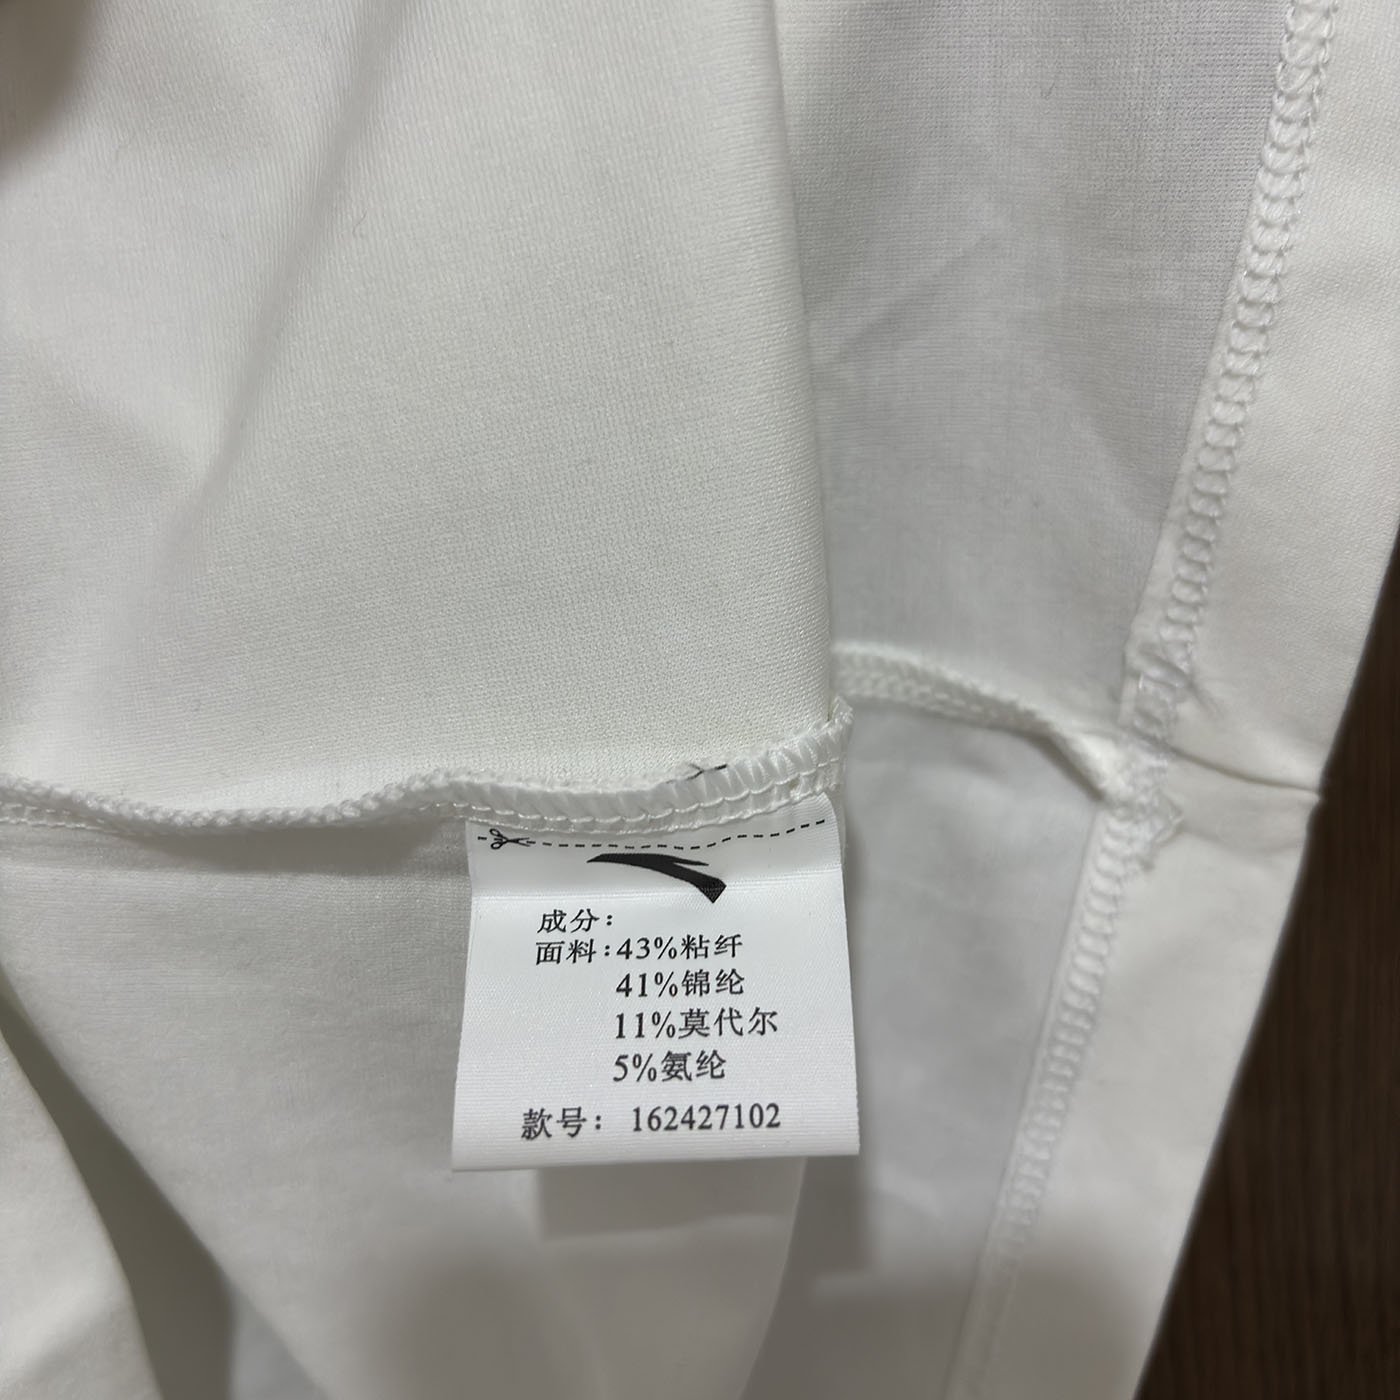 成分：
面料：43%粘纤
41%锦纶
11%莫代尔
5%氨纶
款号： 162427102